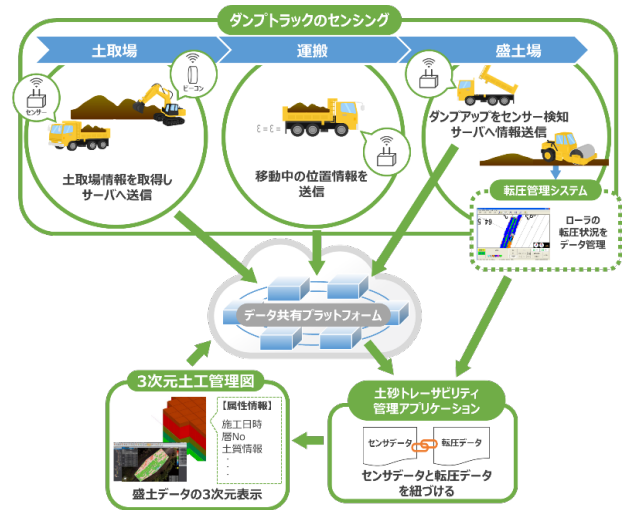 ダンプトラックのセンシング
土取場
運搬
盛土場
センサー
ビーコン
土取場情報を取得し
サーバへ送信
移動中の位置情報を
送信
ダンプアップをセンサー検知
サーバへ情報送信
転圧管理システム
ローラの
転圧状況を
データ管理
データ共有プラットフォーム
3次元土工管理図
【属性情報】
施工日時
層No
土質情報
・
・
・
盛土データの3次元表示
土砂トレーサビリティ
管理アプリケーション
センサデータ
転圧データ
センサデータと転圧データ
を紐づける